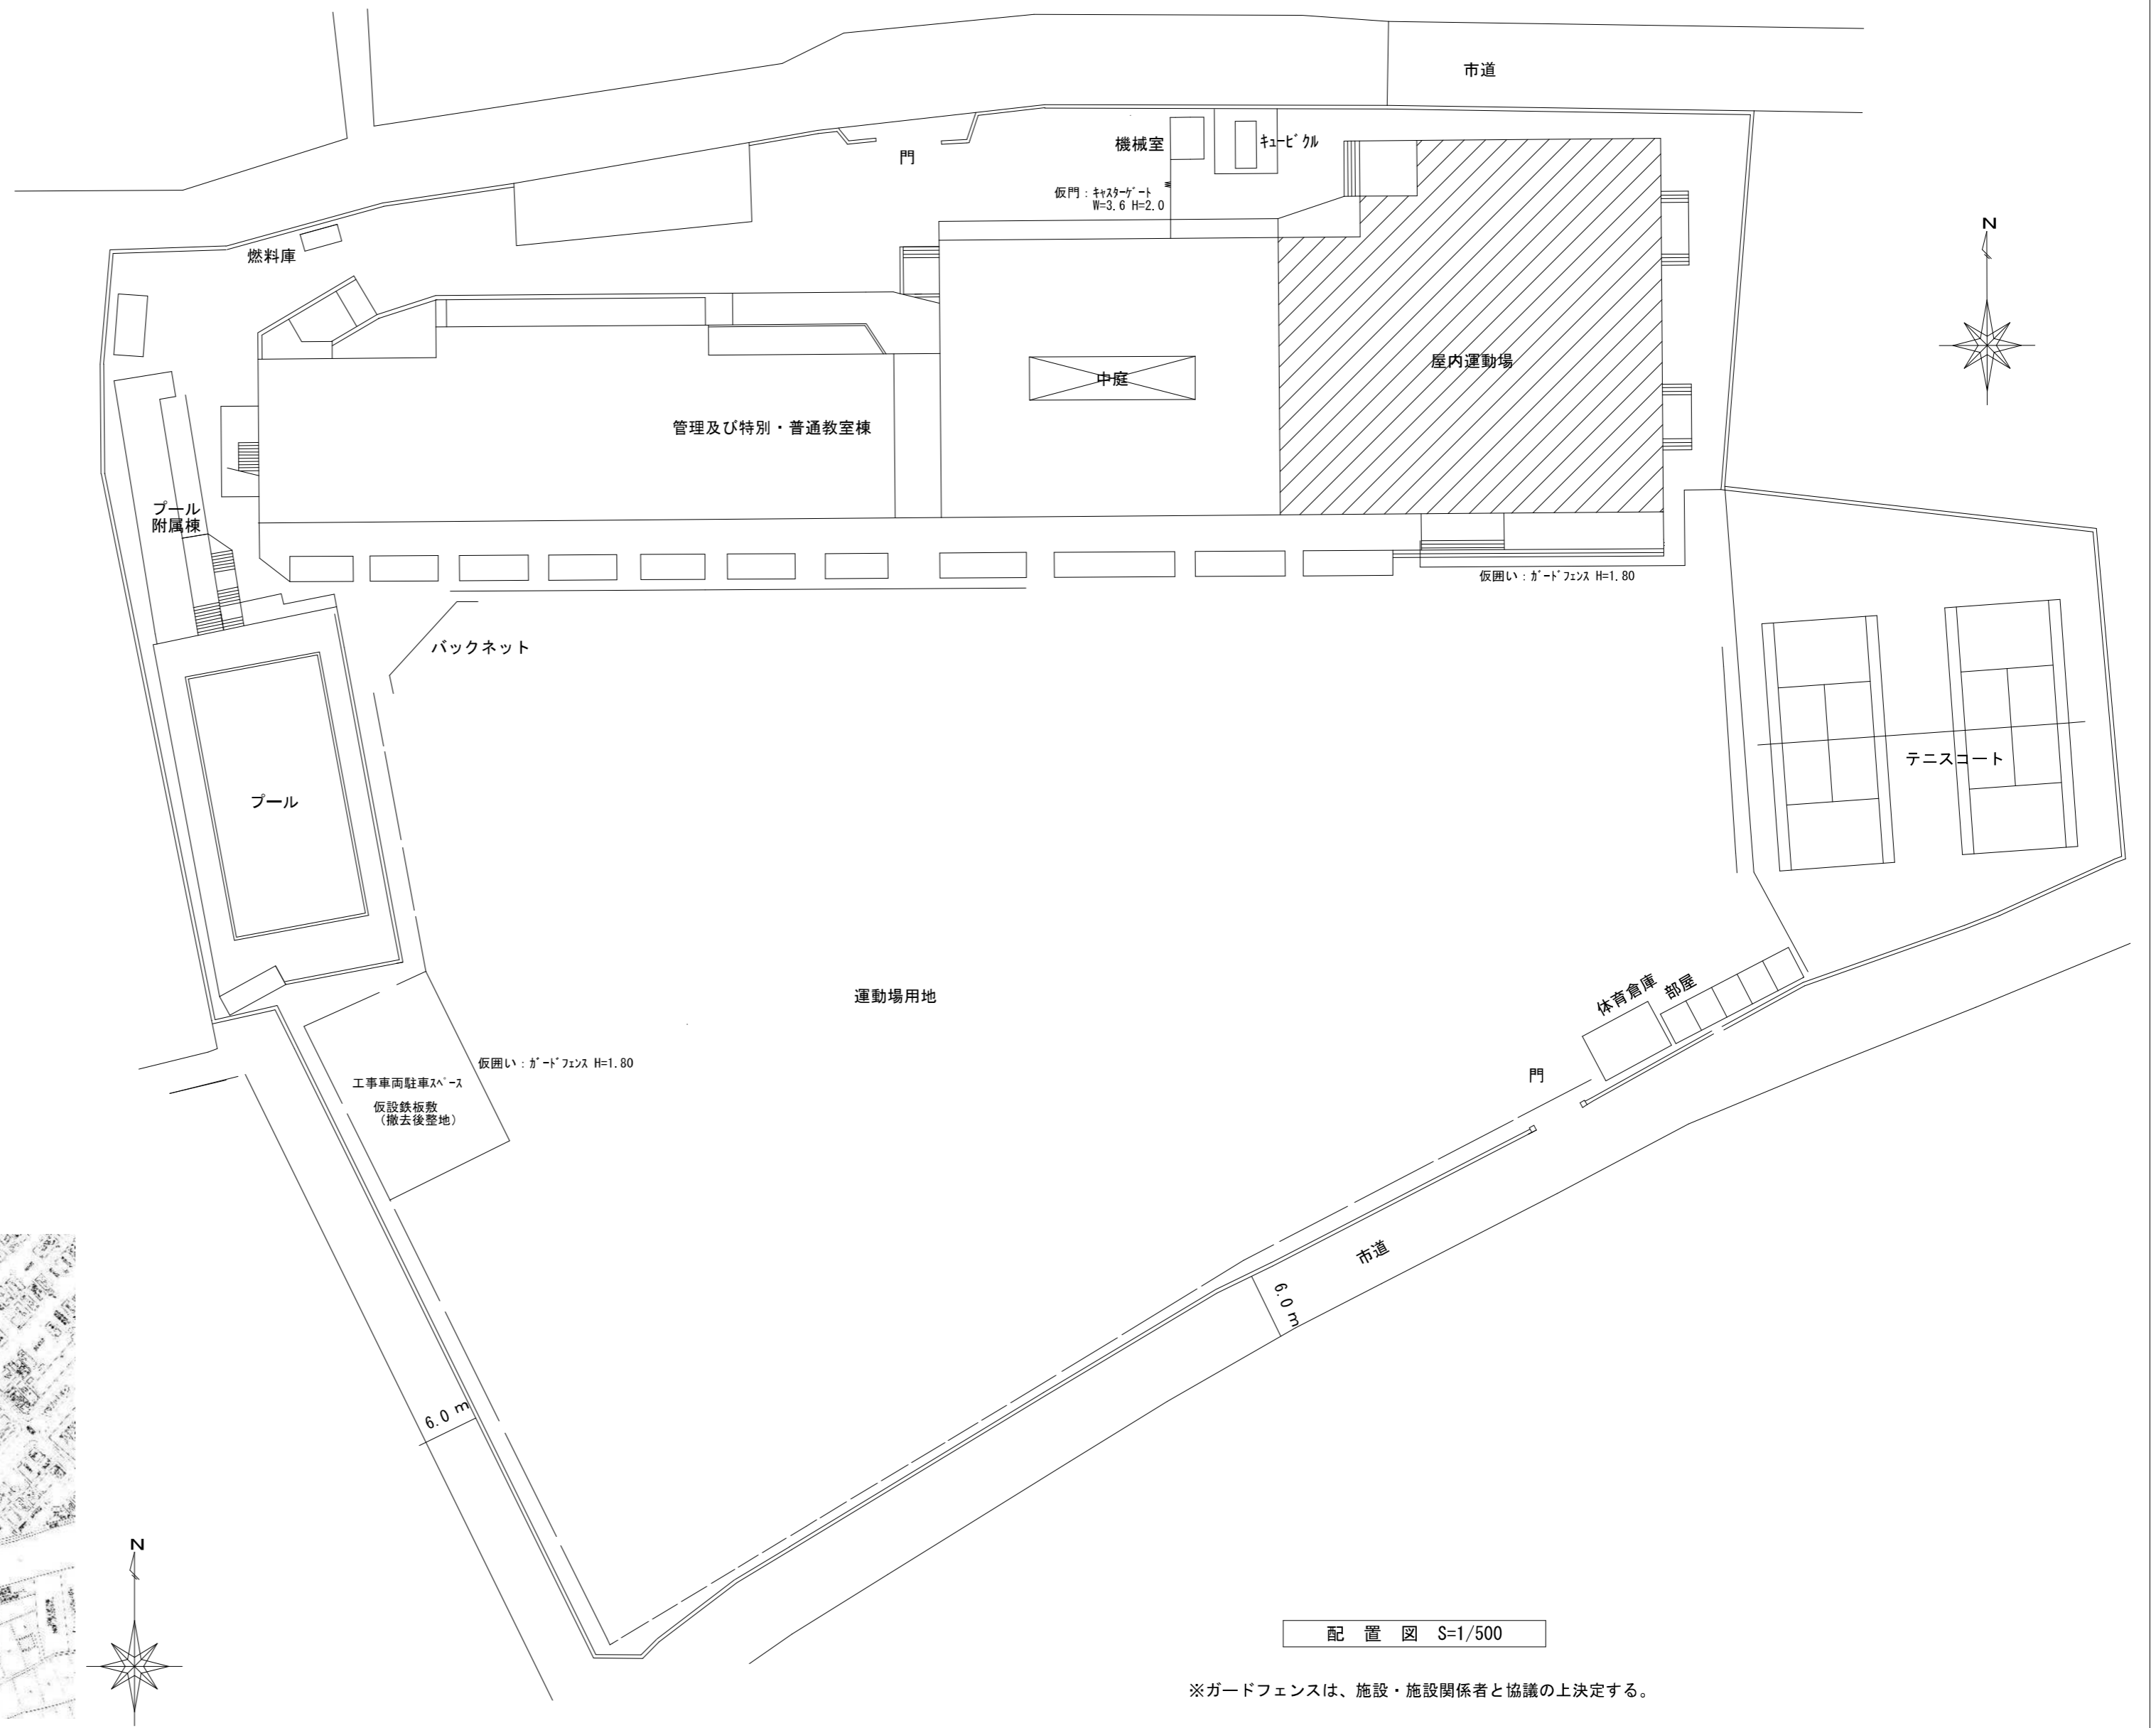 市道
機械室
キュービクル
門
仮門：キャスターゲート
W=3.6 H=2.0
N
燃料庫
屋内運動場
中庭
管理及び特別・普通教室棟
プール
附属棟
仮囲い：ガードフェンス H=1.80
バックネット
テニスコート
プール
運動場用地
体育倉庫
部屋
仮囲い：ガードフェンス H=1.80
門
工事車両駐車スペース
仮設鉄板敷
（撤去後整地）
市道
6.0ｍ
6.0ｍ
N
配置図 S=1/500
※ガードフェンスは、施設・施設関係者と協議の上決定する。